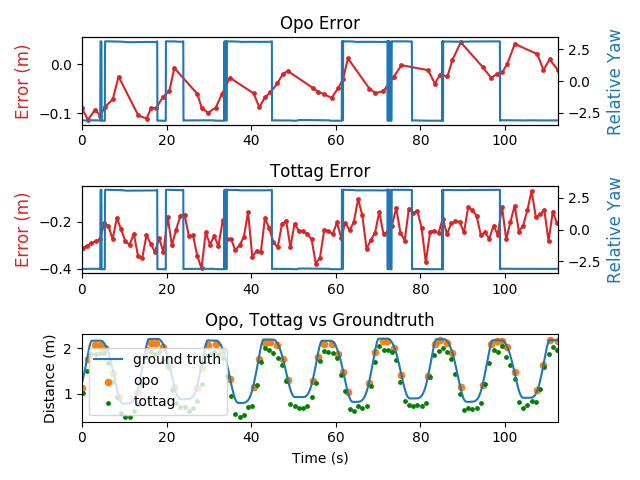 Opo Error
Error (m)
0.0
−0.1
2.5
0.0
−2.5
Relative Yaw
0 20 40 60 80 100
Tottag Error
Error (m)
−0.2
−0.4
2.5
0.0
−2.5
Relative Yaw
0 20 40 60 80 100
Opo, Tottag vs Groundtruth
Distance (m)
2
1
ground truth
opo
tottag
0 20 40 60 80 100
Time (s)